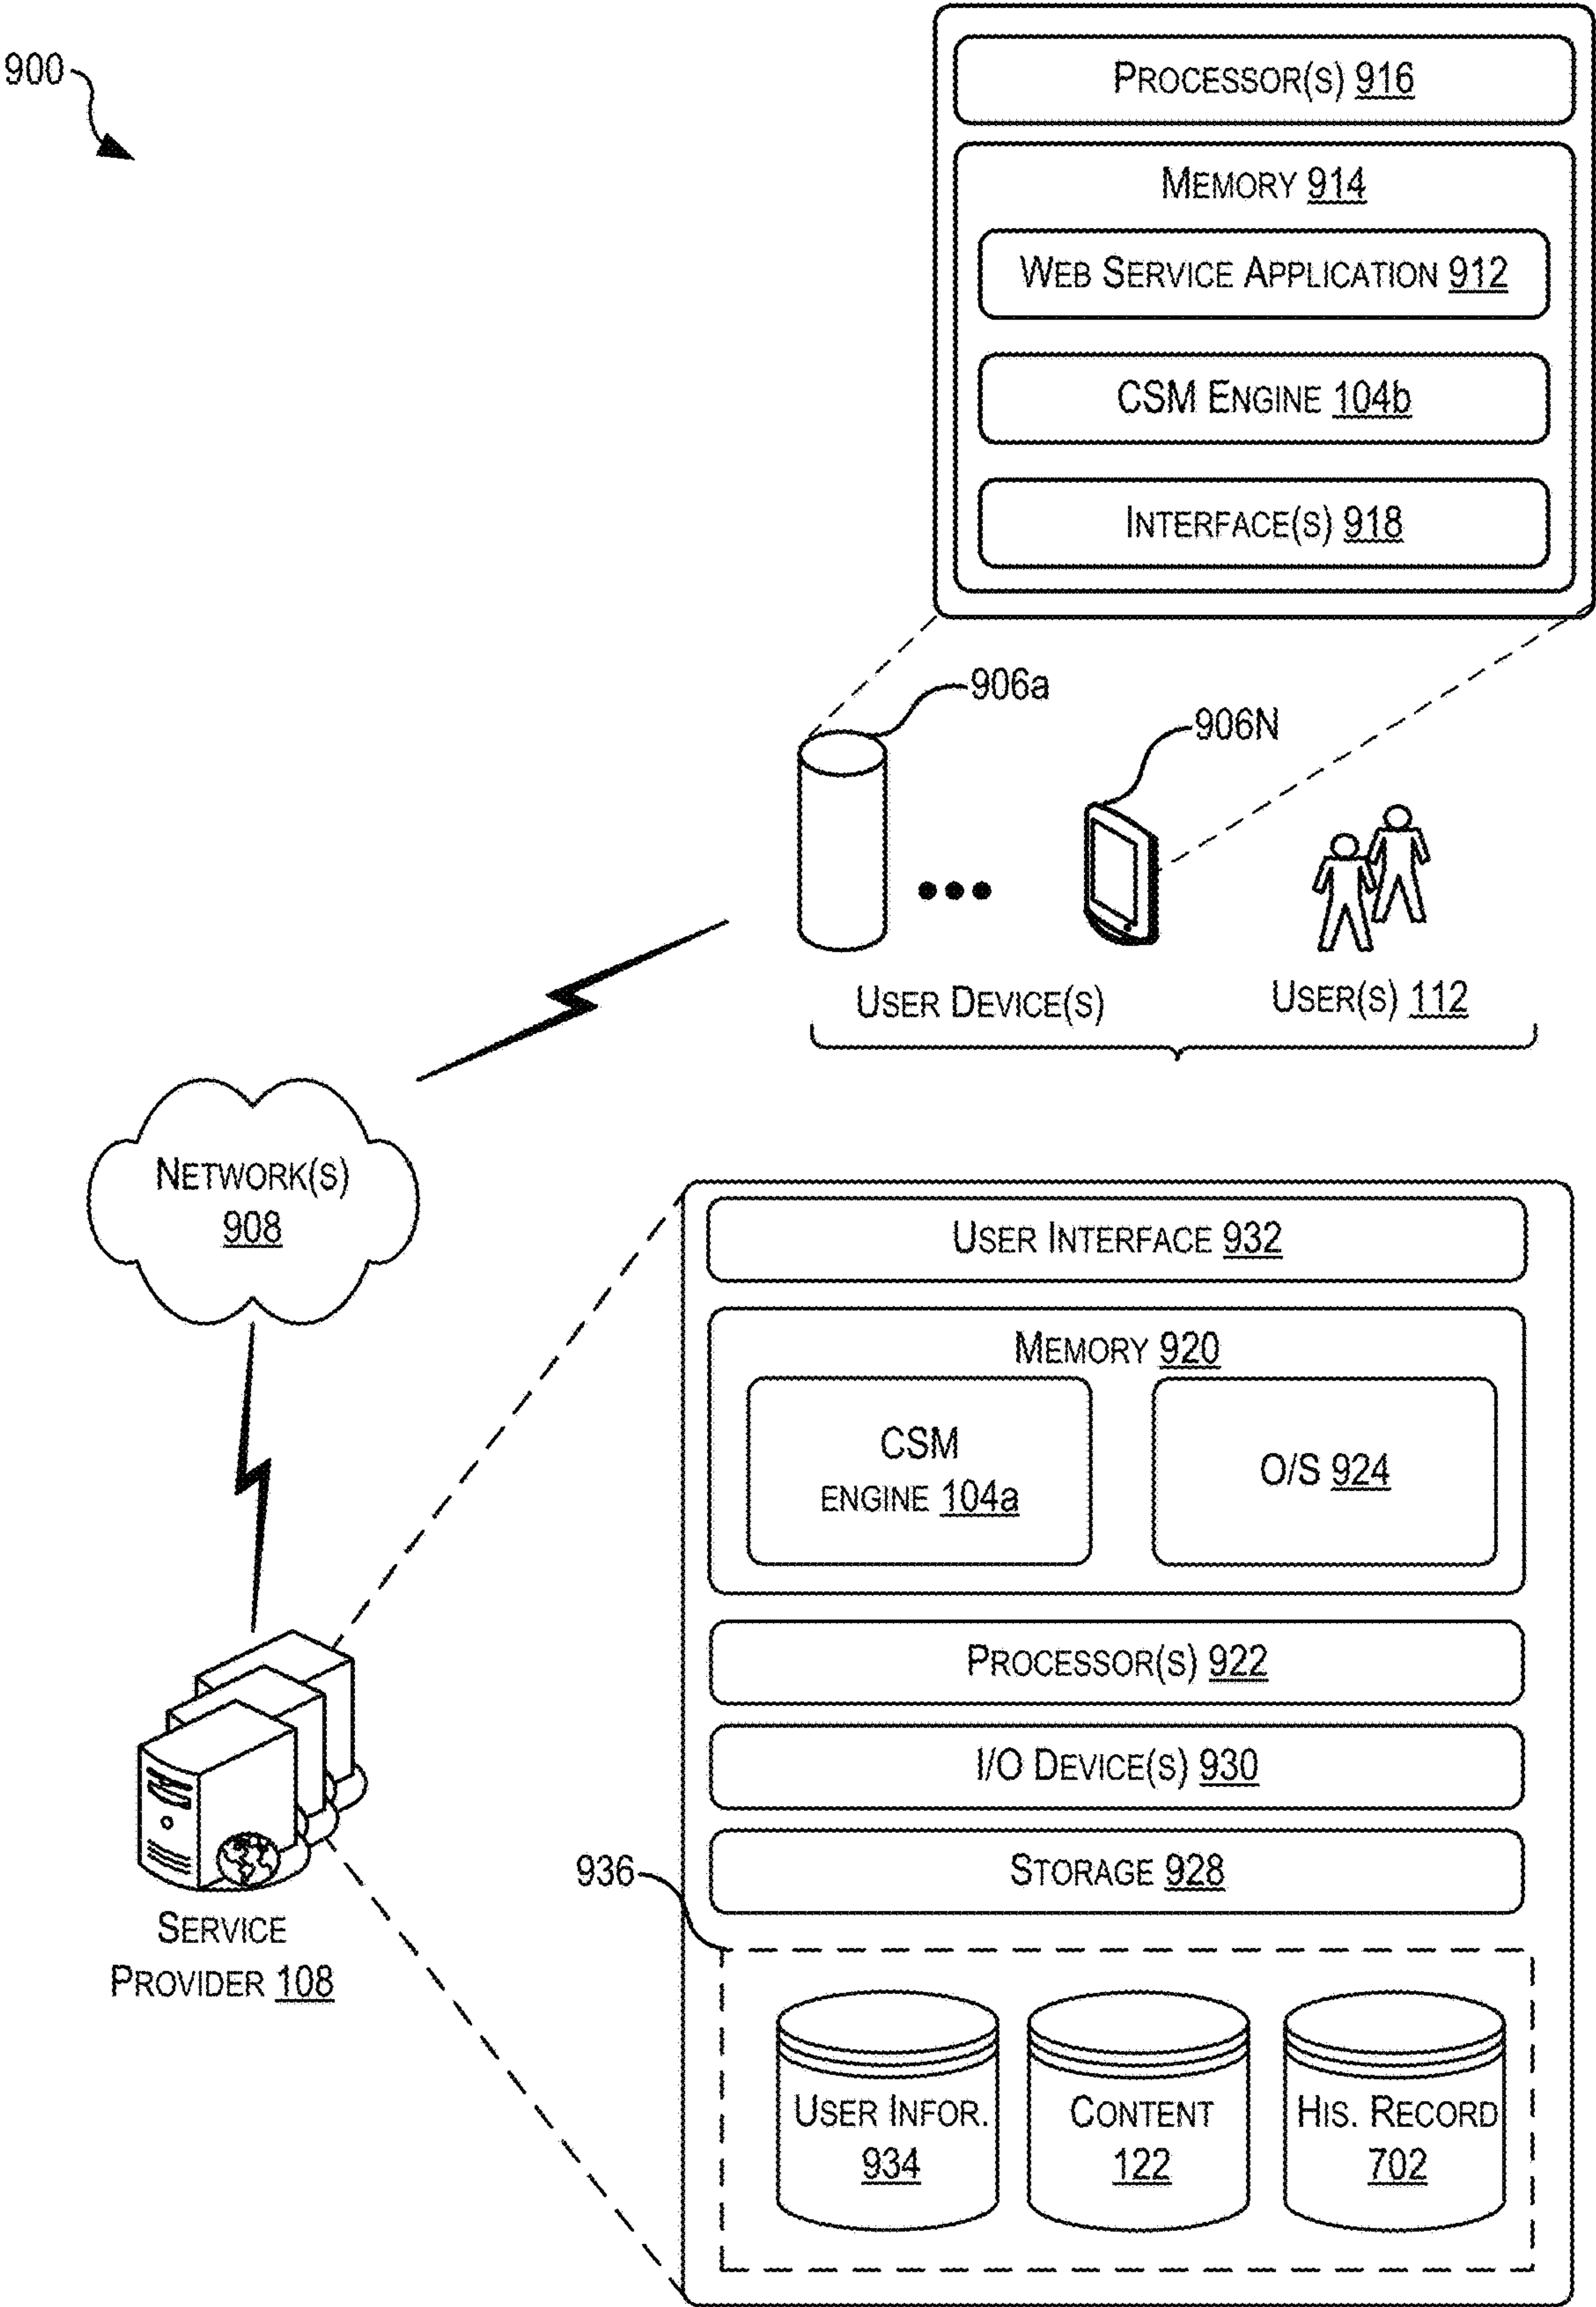 900
PROCESSOR(S) 916
MEMORY 914
WEB SERVICE APPLICATION 912
CSM ENGINE 104b
INTERFACE(S) 918
906a
906N
USER DEVICE(S)
USER(S) 112
NETWORK(S)
908
USER INTERFACE 932
MEMORY 920
CSM
ENGINE 104a
O/S 924
PROCESSOR(S) 922
I/O DEVICE(S) 930
STORAGE 928
936
SERVICE
PROVIDER 108
USER INFOR.
934
CONTENT
122
HIS. RECORD
702